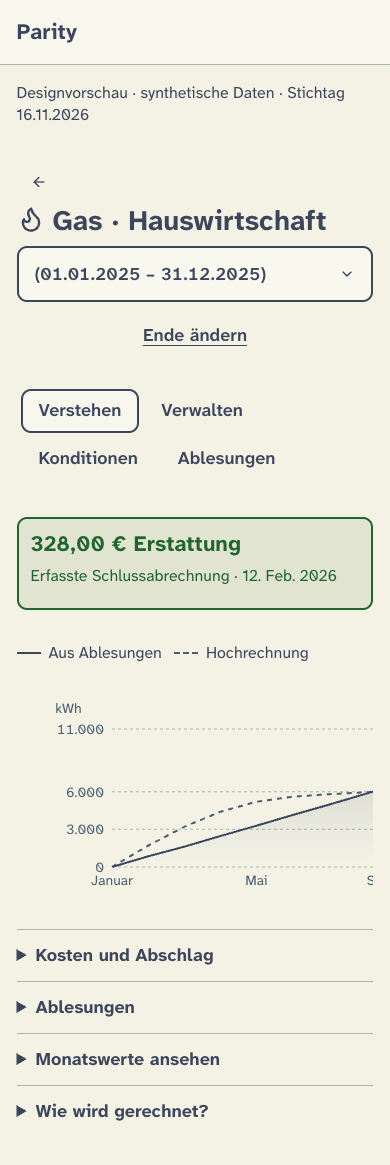 Parity
Designvorschau · synthetische Daten · Stichtag
16.11.2026
←
Gas · Hauswirtschaft
(01.01.2025 – 31.12.2025)
Ende ändern
Verstehen
Verwalten
Konditionen
Ablesungen
328,00 € Erstattung
Erfasste Schlussabrechnung · 12. Feb. 2026
Aus Ablesungen
Hochrechnung
kWh
11.000
6.000
3.000
0
Januar
Mai
S
Kosten und Abschlag
Ablesungen
Monatswerte ansehen
Wie wird gerechnet?